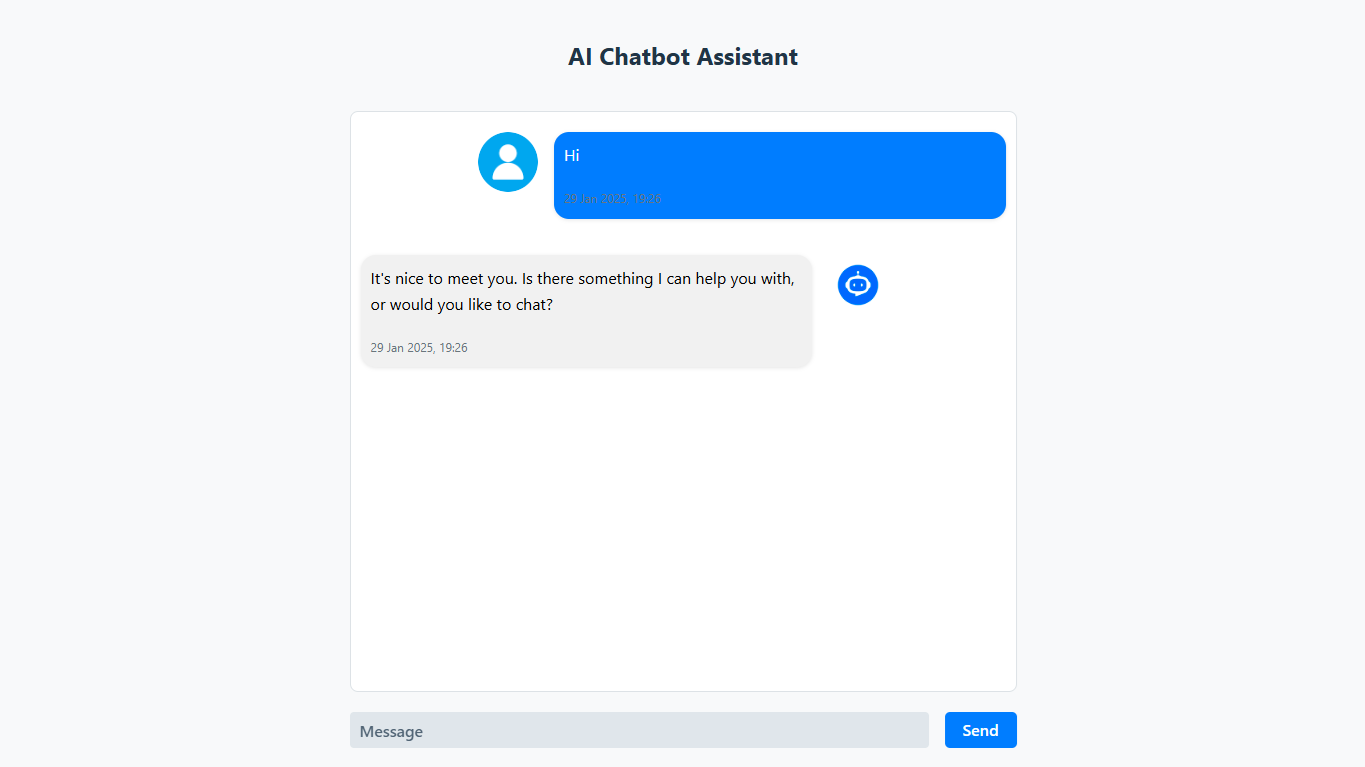 AI Chatbot Assistant
Hi
29 Jan 2025, 19:26
It's nice to meet you. Is there something I can help you with,
or would you like to chat?
29 Jan 2025, 19:26
Message
Send